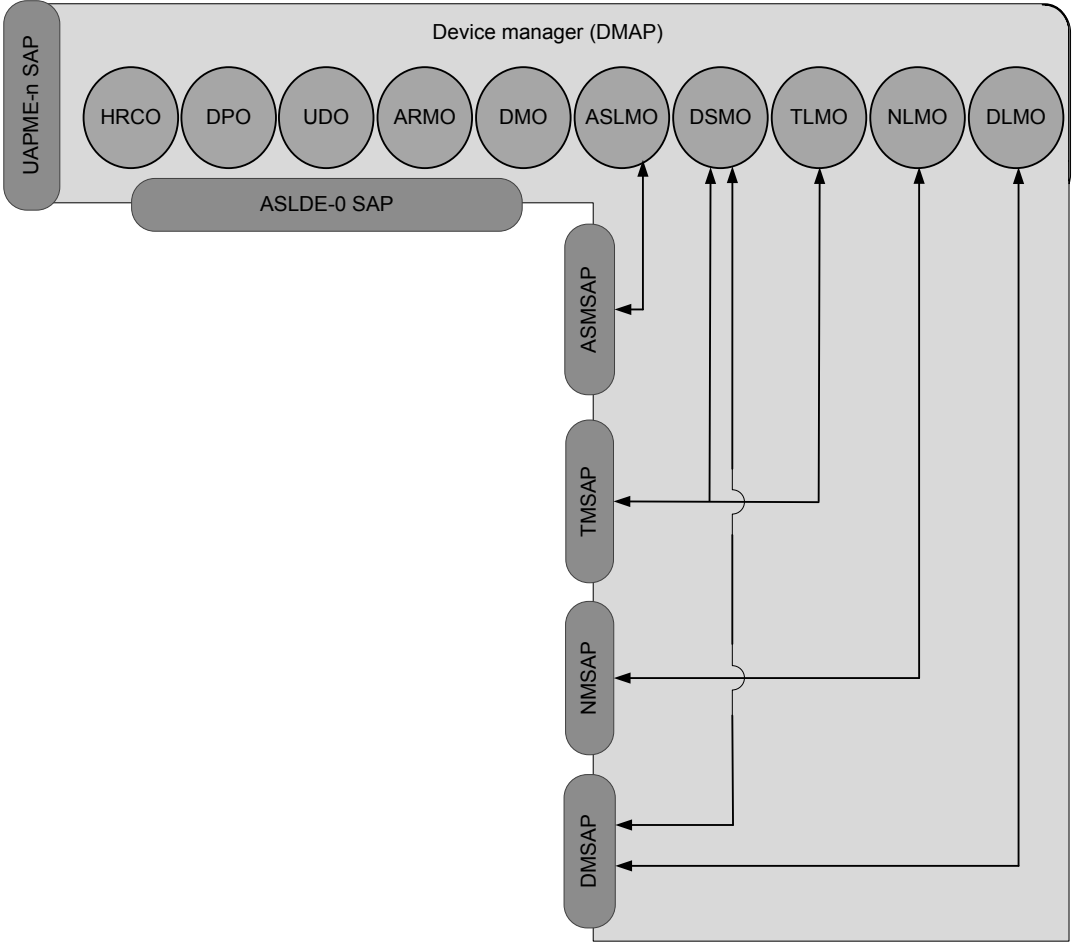 Device manager (DMAP)
UAPME-n SAP
HRCO
DPO
UDO
ARMO
DMO
ASLMO
DSMO
TLMO
NLMO
DLMO
ASLDE-0 SAP
ASMSAP
TMSAP
NMSAP
DMSAP